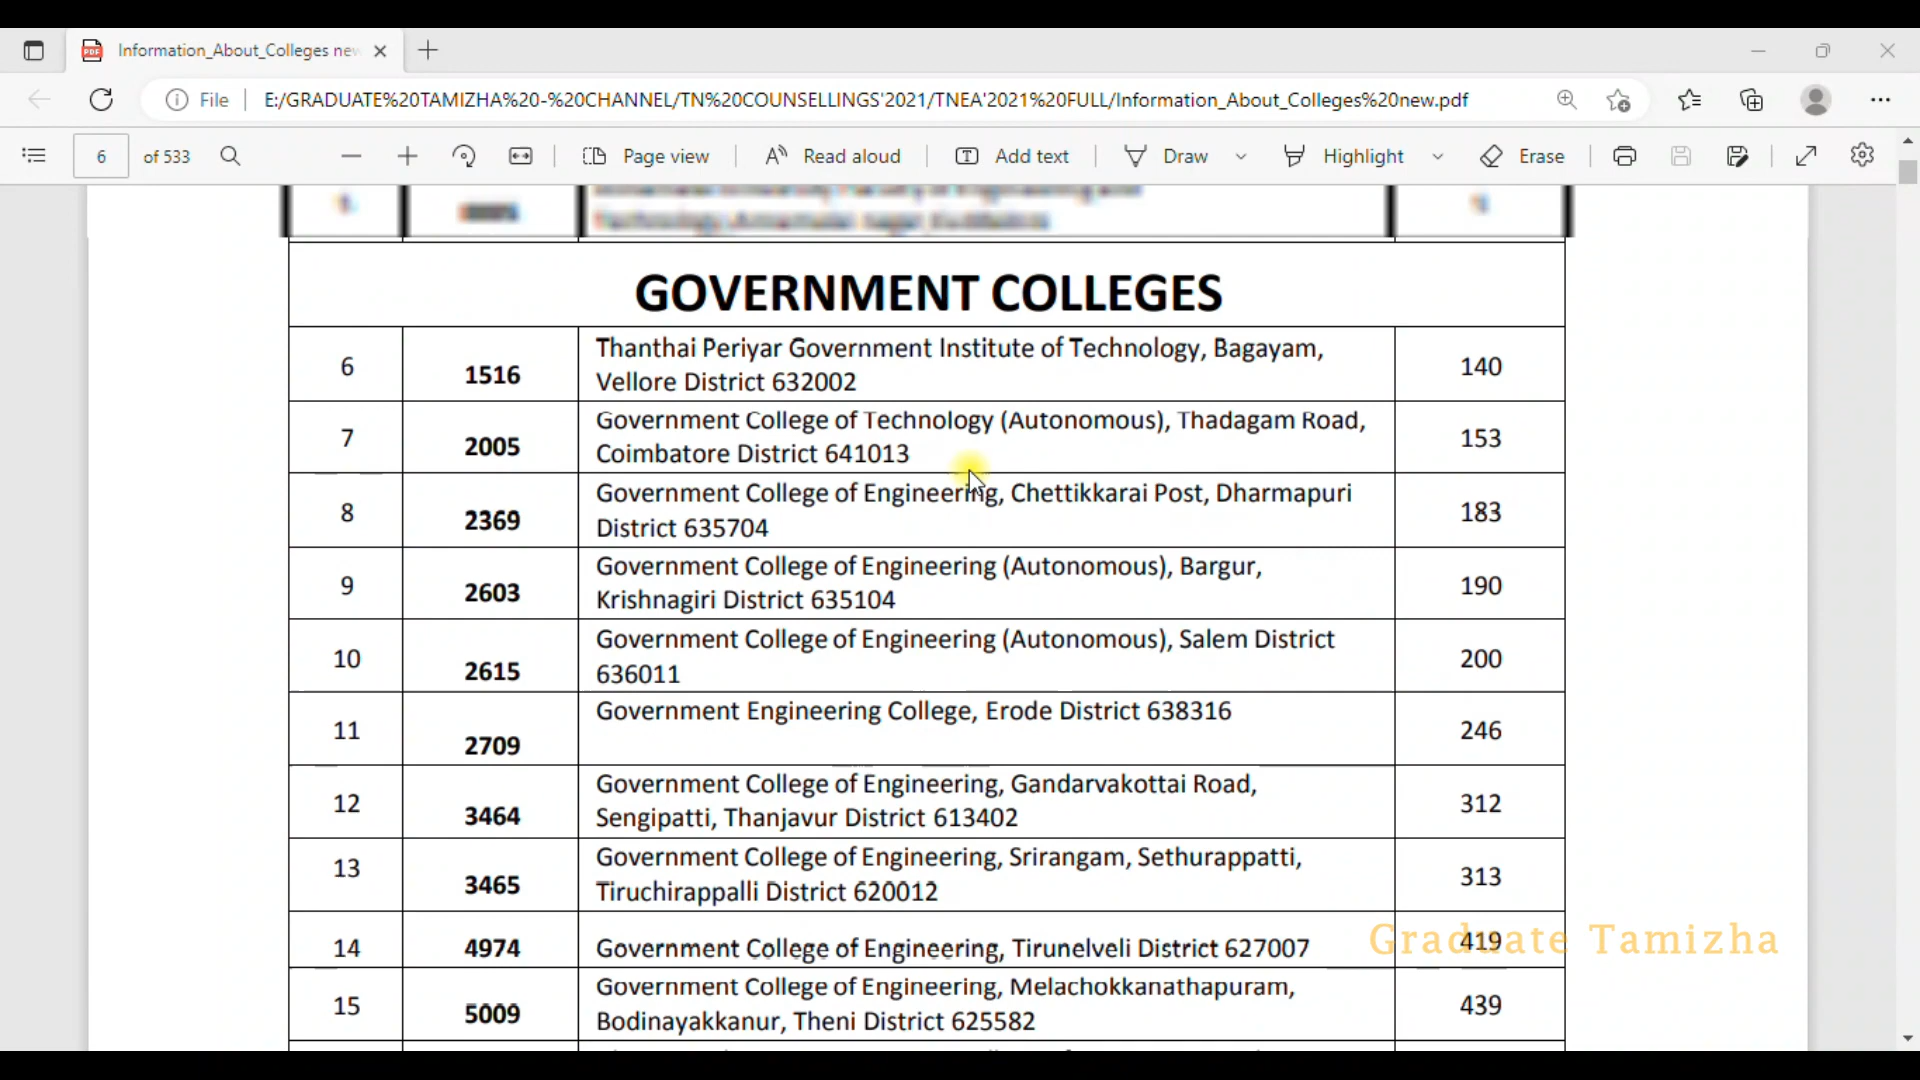 Information_About_Colleges new
File
E:/GRADUATE%20TAMIZHA%20-%20CHANNEL/TN%20COUNSELLINGS'2021/TNEA'2021%20FULL/Information_About_Colleges%20new.pdf
6 of 533 Page view Read aloud Add text Draw Highlight Erase
GOVERNMENT COLLEGES
6 1516 Thanthai Periyar Government Institute of Technology, Bagayam, 140
Vellore District 632002
7 2005 Government College of Technology (Autonomous), Thadagam Road, 153
Coimbatore District 641013
8 2369 Government College of Engineering, Chettikkarai Post, Dharmapuri 183
District 635704
9 2603 Government College of Engineering (Autonomous), Bargur, 190
Krishnagiri District 635104
10 2615 Government College of Engineering (Autonomous), Salem District 200
636011
11 2709 Government Engineering College, Erode District 638316 246
12 3464 Government College of Engineering, Gandarvakottai Road, 312
Sengipatti, Thanjavur District 613402
13 3465 Government College of Engineering, Srirangam, Sethurappatti, 313
Tiruchirappalli District 620012
14 4974 Government College of Engineering, Tirunelveli District 627007 419
Graduate Tamizha
15 5009 Government College of Engineering, Melachokkanathapuram, 439
Bodinayakkanur, Theni District 625582